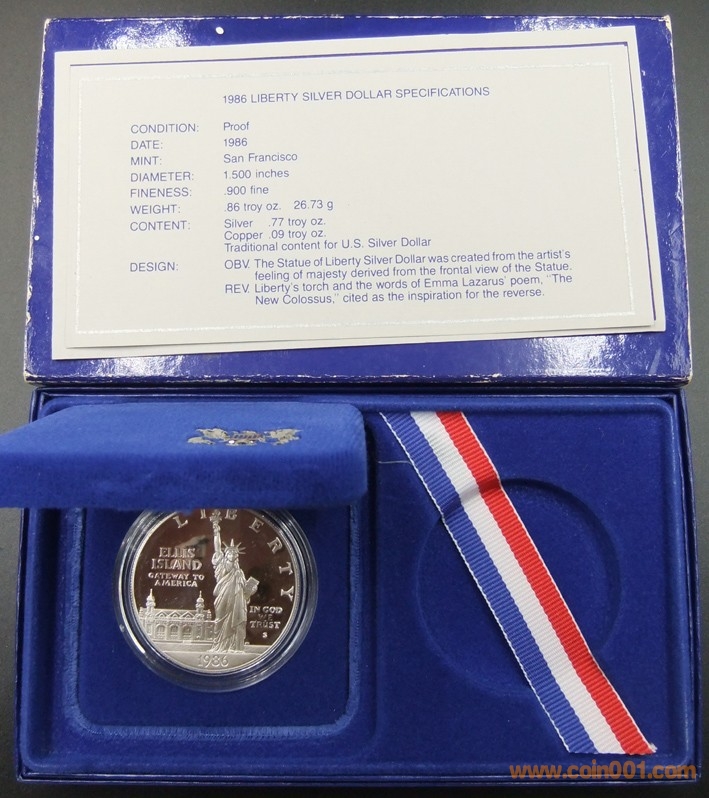 1986 LIBERTY SILVER DOLLAR SPECIFICATIONS
CONDITION: Proof
DATE: 1986
MINT: San Francisco
DIAMETER: 1.500 inches
FINENESS: .900 fine
WEIGHT: .86 troy oz. 26.73 g
CONTENT: Silver .77 troy oz.
Copper .09 troy oz.
Traditional content for U.S. Silver Dollar
DESIGN: OBV. The Statue of Liberty Silver Dollar was created from the artist's
feeling of majesty derived from the frontal view of the Statue.
REV. Liberty's torch and the words of Emma Lazarus' poem, "The
New Colossus," cited as the inspiration for the reverse.
LIBERTY
ELLIS
ISLAND
GATEWAY TO
AMERICA
IN GOD
WE
TRUST
S
1986
www.coin001.com